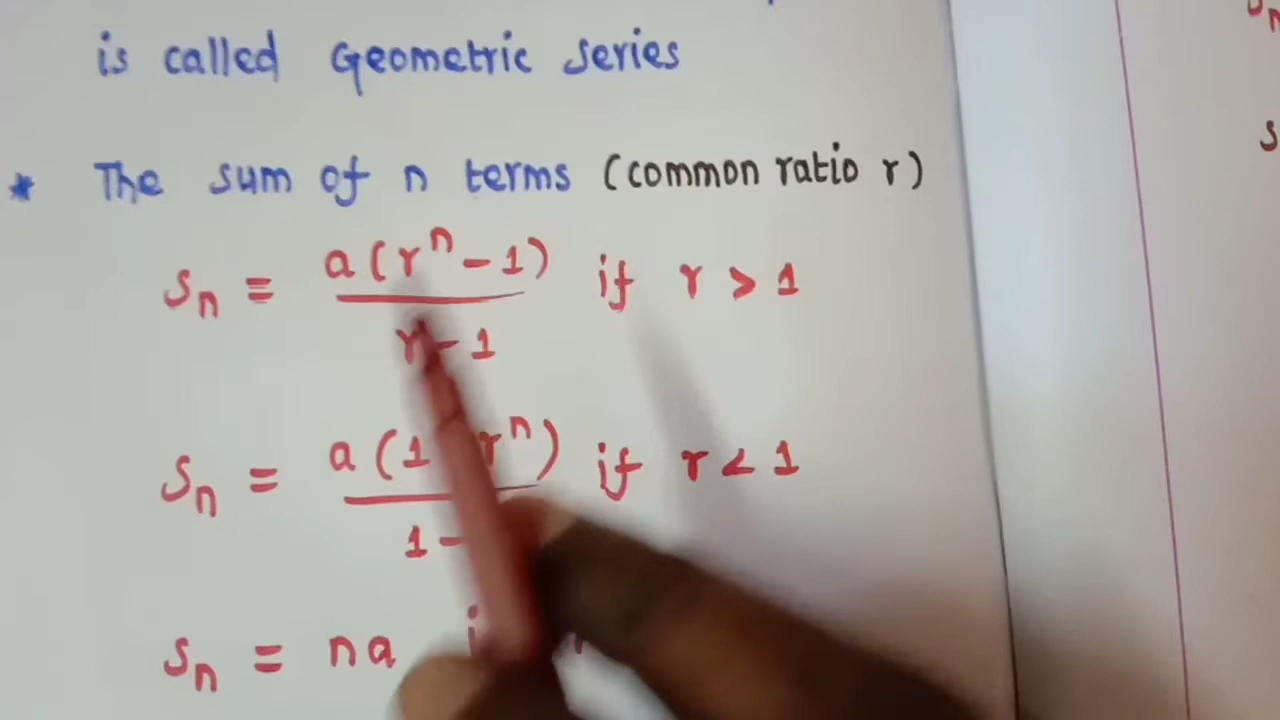 is called Geometric series
* The sum of n terms (common ratio r)
Sn = a(r^n - 1) / r - 1 if r > 1
Sn = a(1 r^n) / 1 - if r < 1
Sn = na